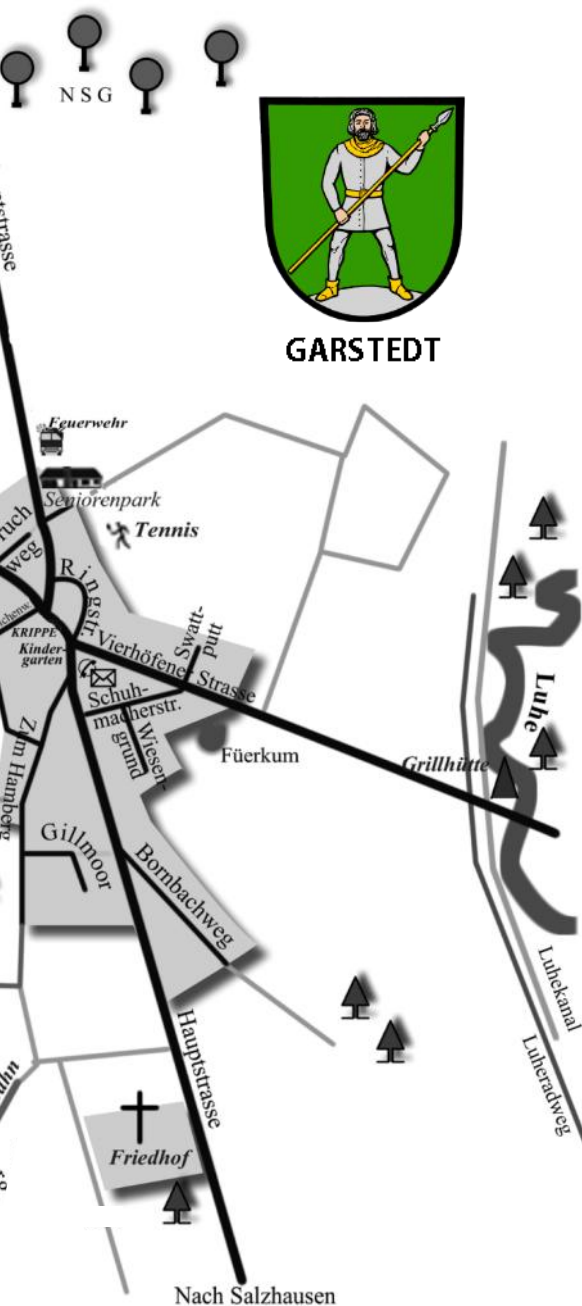 NSG
GARSTEDT
Feuerwehr
Seniorenpark
Tennis
weg
Ringstr.
KRIPPE
Kinder-
garten
Vierhöfener Strasse
Swatt-
putt
Schuh-
macherstr.
Wiesen-
grund
Füerkum
Zum Hamberg
Gillmoor
Bornbachweg
Luhe
Grillhütte
Luhekanal
Luheradweg
Hauptstrasse
Friedhof
Nach Salzhausen